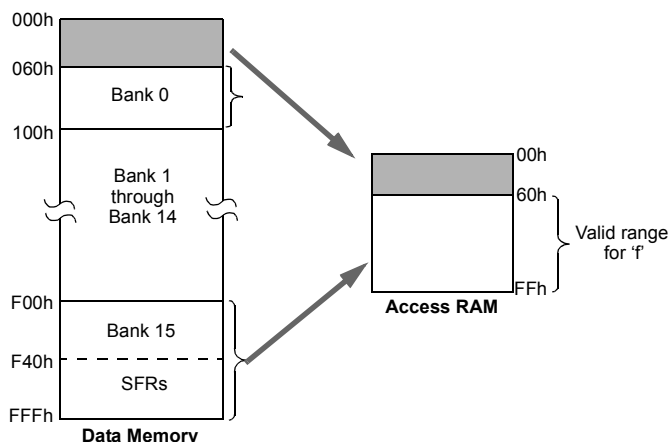 000h
060h
Bank 0
100h
Bank 1
through
Bank 14
F00h
Bank 15
F40h
SFRs
FFFh
Data Memory
00h
60h
Valid range
for ‘f’
FFh
Access RAM